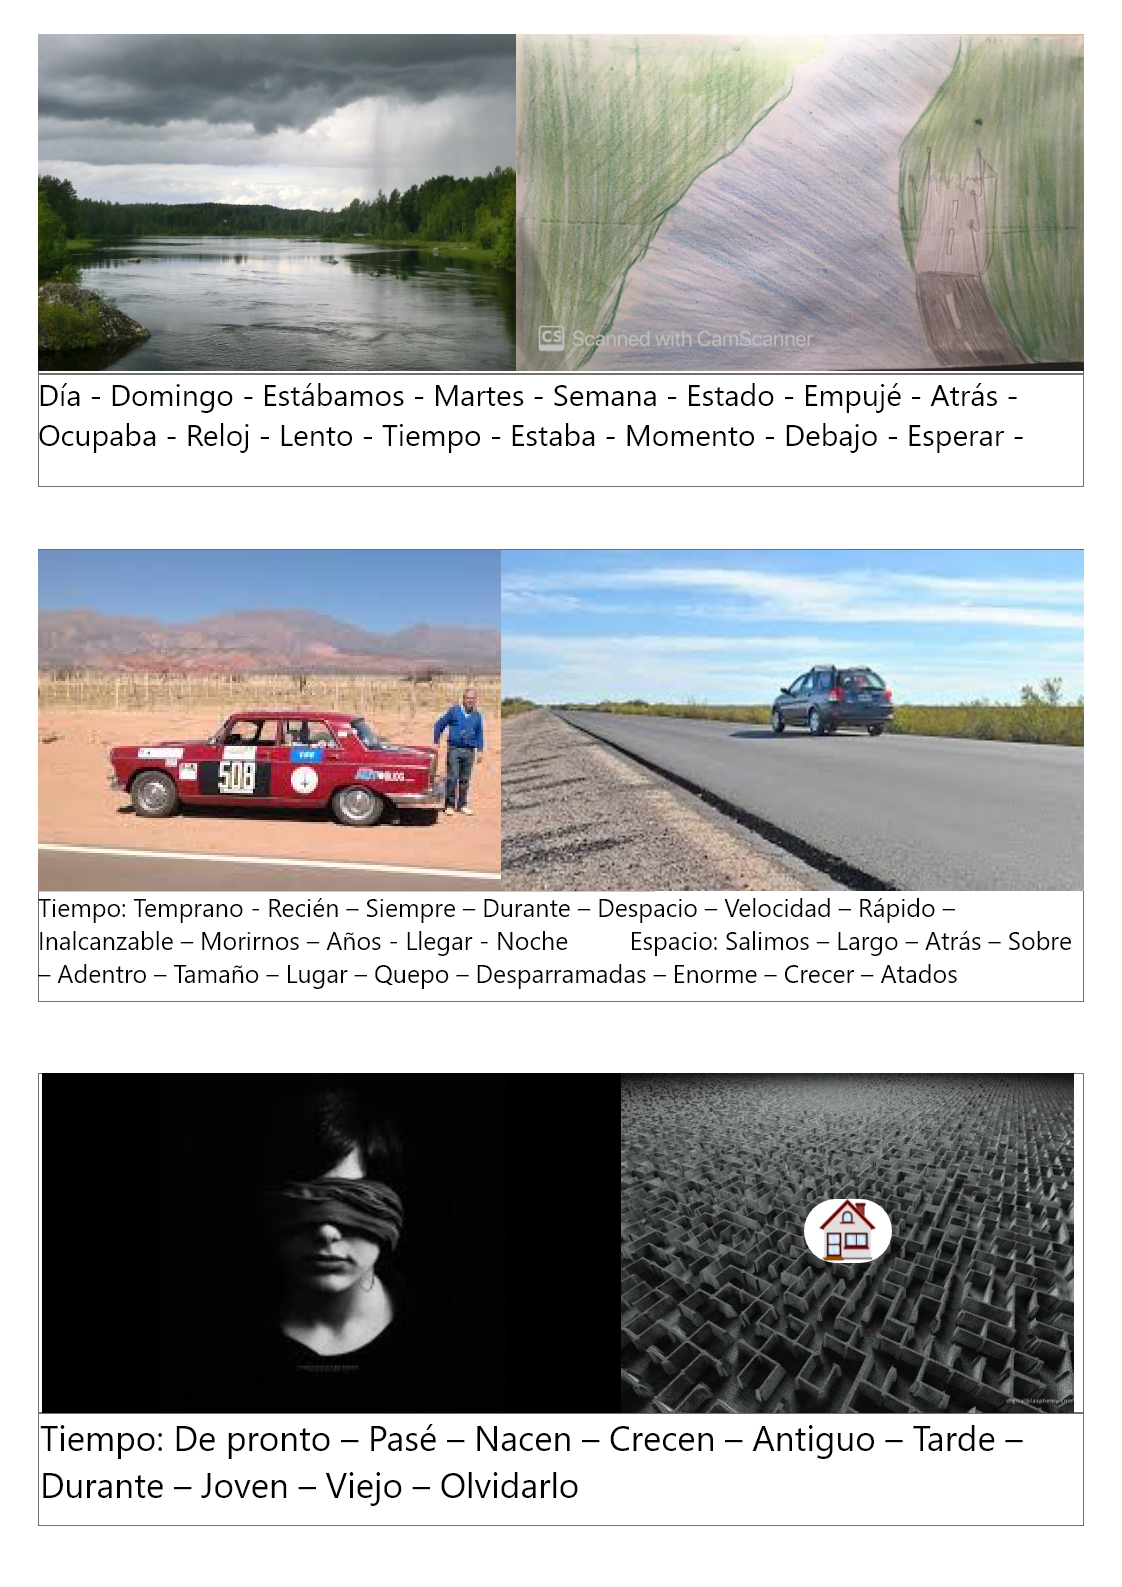 CS Scanned with CamScanner
Día - Domingo - Estábamos - Martes - Semana - Estado - Empujé - Atrás -
Ocupaba - Reloj - Lento - Tiempo - Estaba - Momento - Debajo - Esperar -
508
Tiempo: Temprano - Recién – Siempre – Durante – Despacio – Velocidad – Rápido –
Inalcanzable – Morirnos – Años - Llegar - Noche Espacio: Salimos – Largo – Atrás – Sobre
– Adentro – Tamaño – Lugar – Quepo – Desparramadas – Enorme – Crecer – Atados
digitalblasphemy.com
Tiempo: De pronto – Pasé – Nacen – Crecen – Antiguo – Tarde –
Durante – Joven – Viejo – Olvidarlo